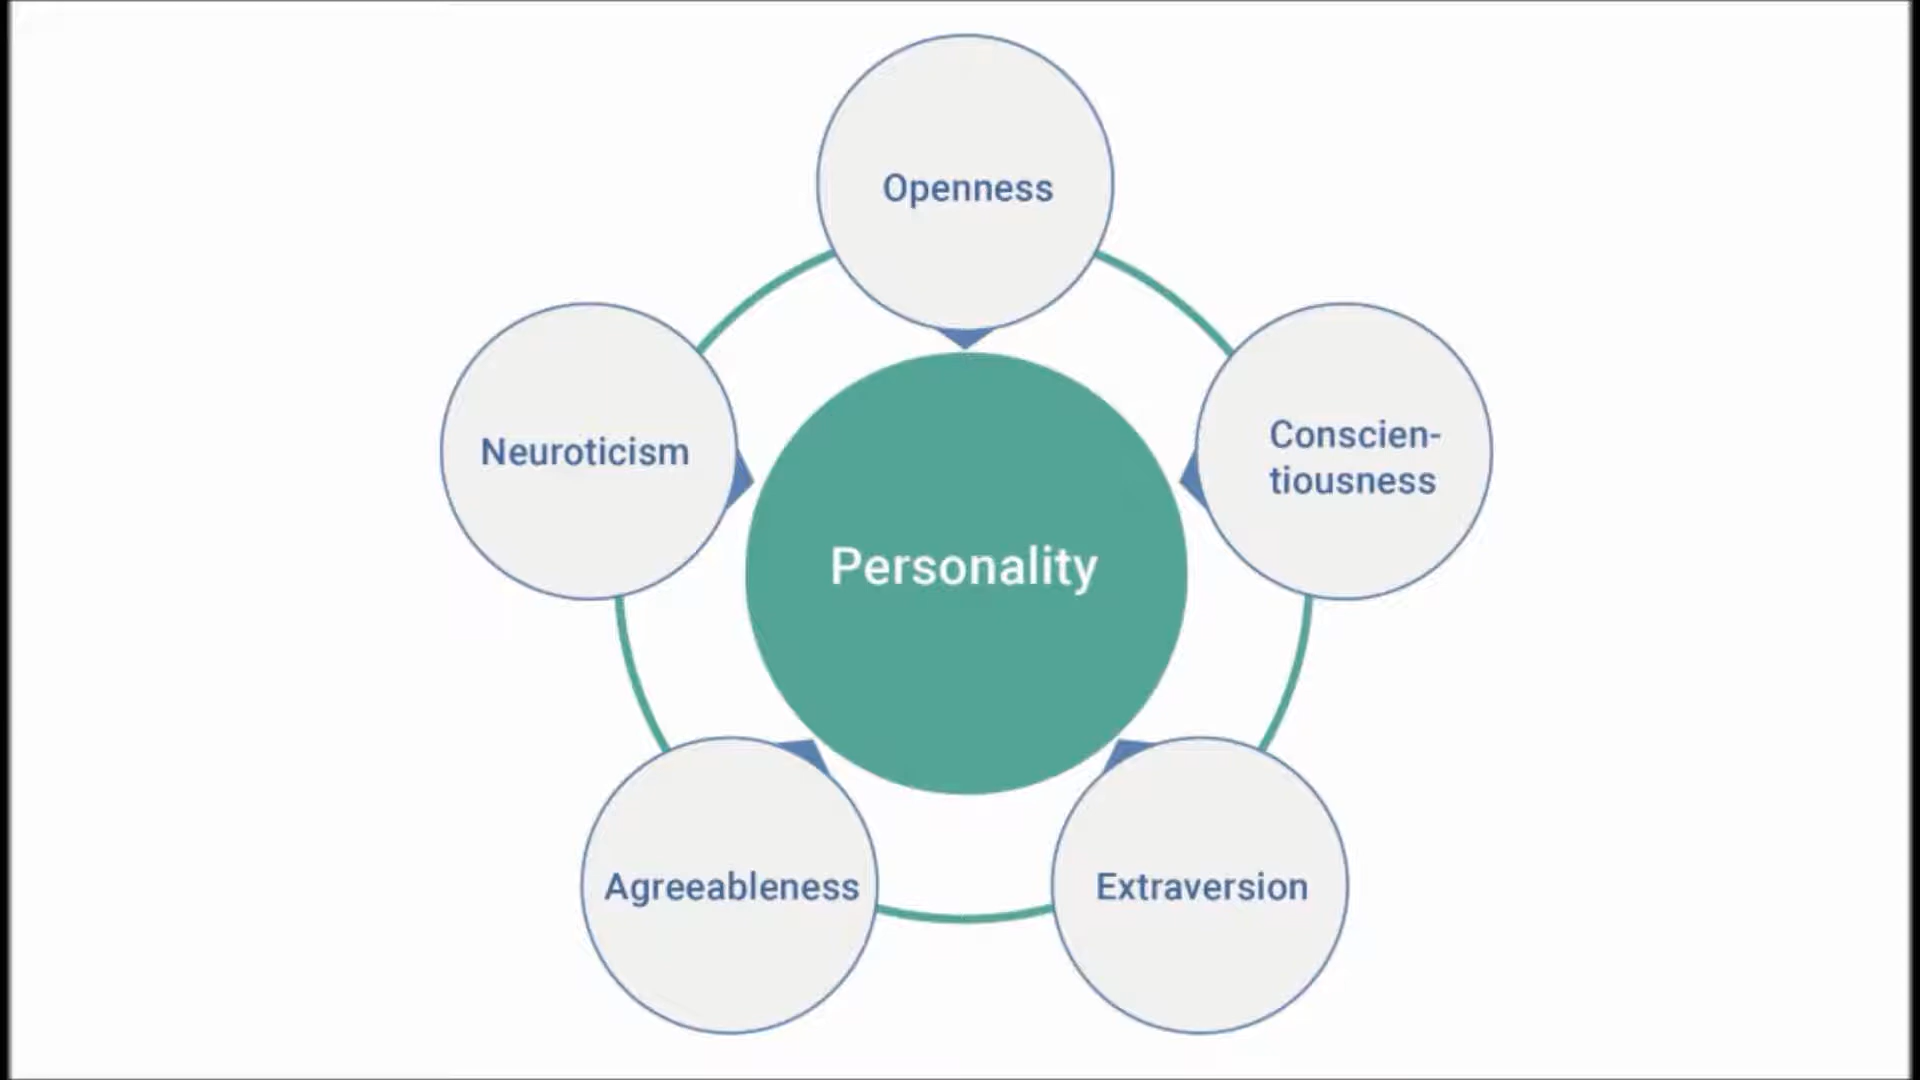 Openness
Neuroticism
Conscien-
tiousness
Personality
Agreeableness
Extraversion